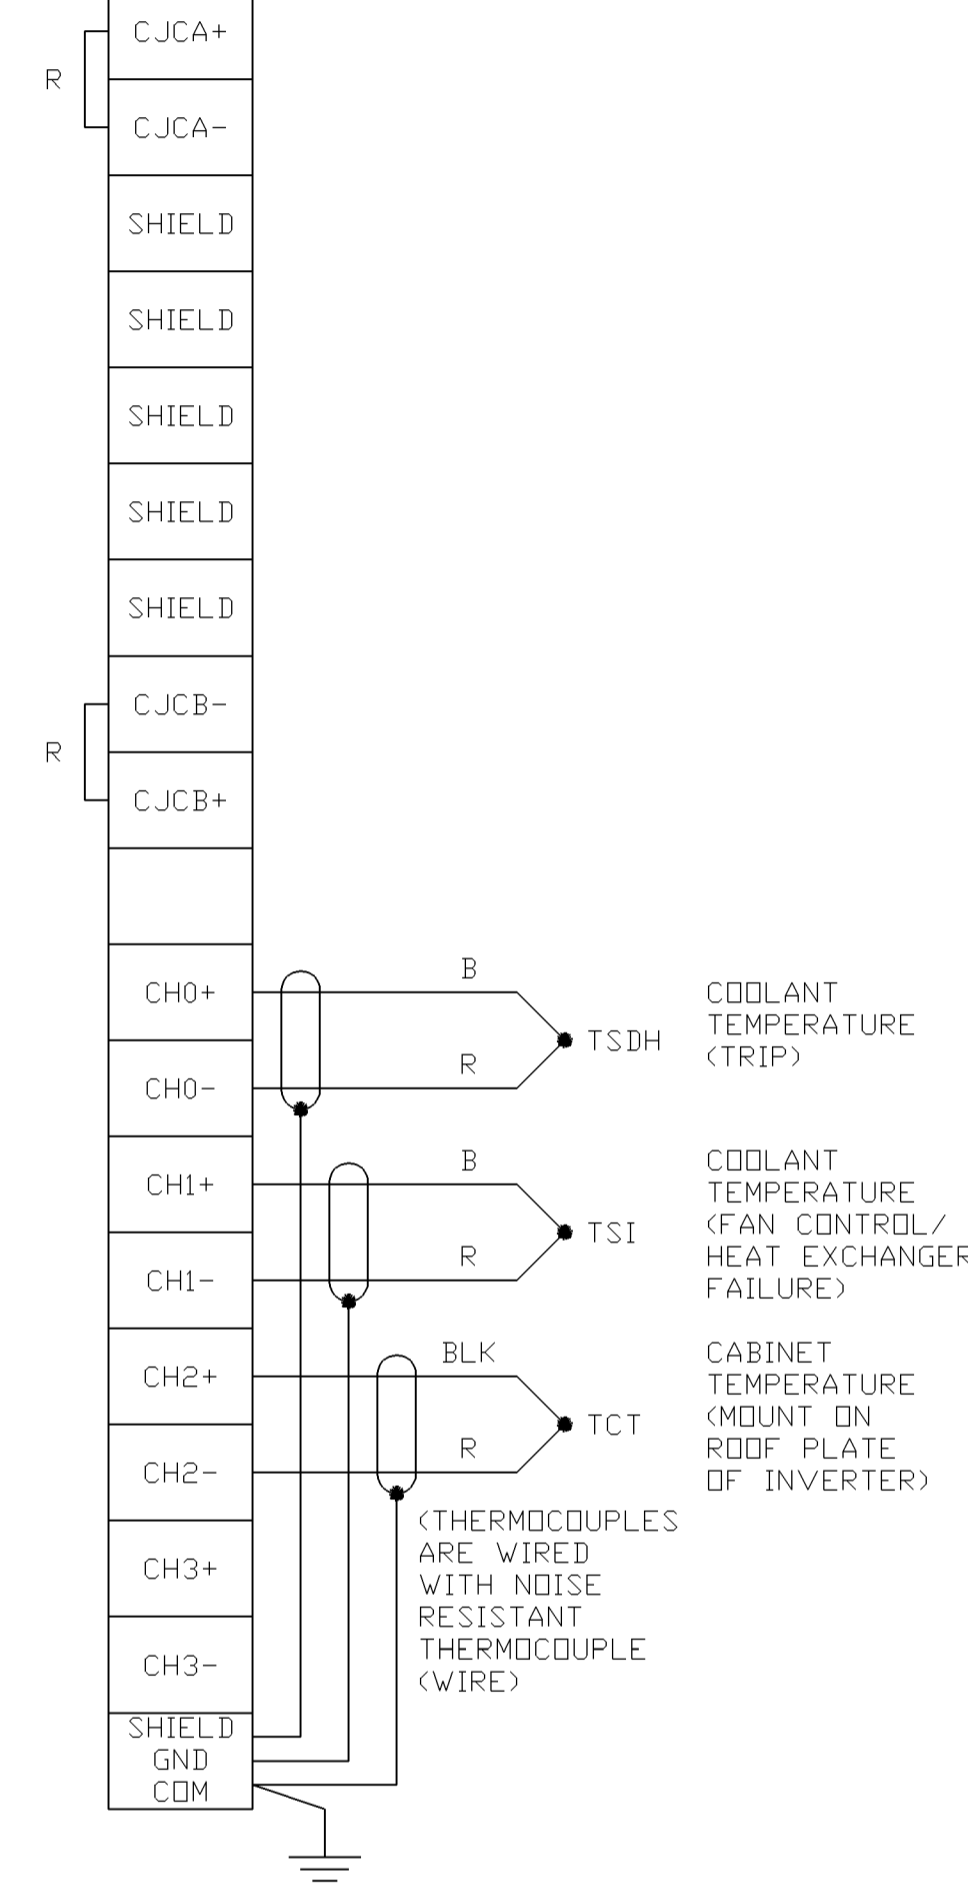 CJCA+
R
CJCA-
SHIELD
SHIELD
SHIELD
SHIELD
SHIELD
CJCB-
R
CJCB+
CH0+
B
CH0-
R
TSDH
COOLANT
TEMPERATURE
(TRIP)
CH1+
B
CH1-
R
TSI
COOLANT
TEMPERATURE
(FAN CONTROL/
HEAT EXCHANGER
FAILURE)
CH2+
BLK
CH2-
R
TCT
CABINET
TEMPERATURE
(MOUNT ON
ROOF PLATE
OF INVERTER)
(THERMOCOUPLES
ARE WIRED
WITH NOISE
RESISTANT
THERMOCOUPLE
(WIRE)
CH3+
CH3-
SHIELD
GND
COM